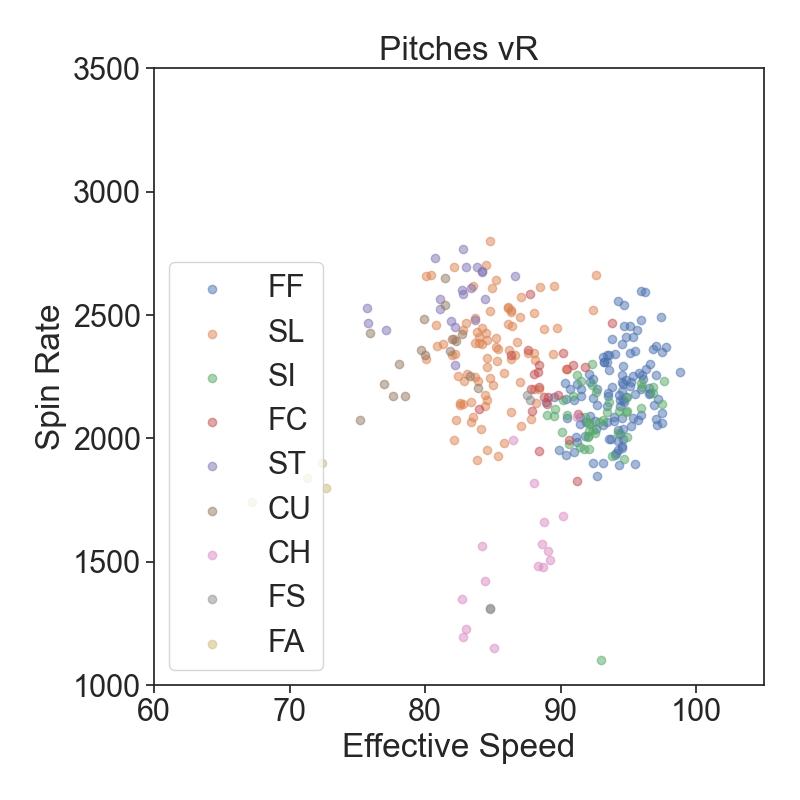 Pitches vR
Spin Rate
3500
3000
2500
2000
1500
1000
FF
SL
SI
FC
ST
CU
CH
FS
FA
60 70 80 90 100
Effective Speed